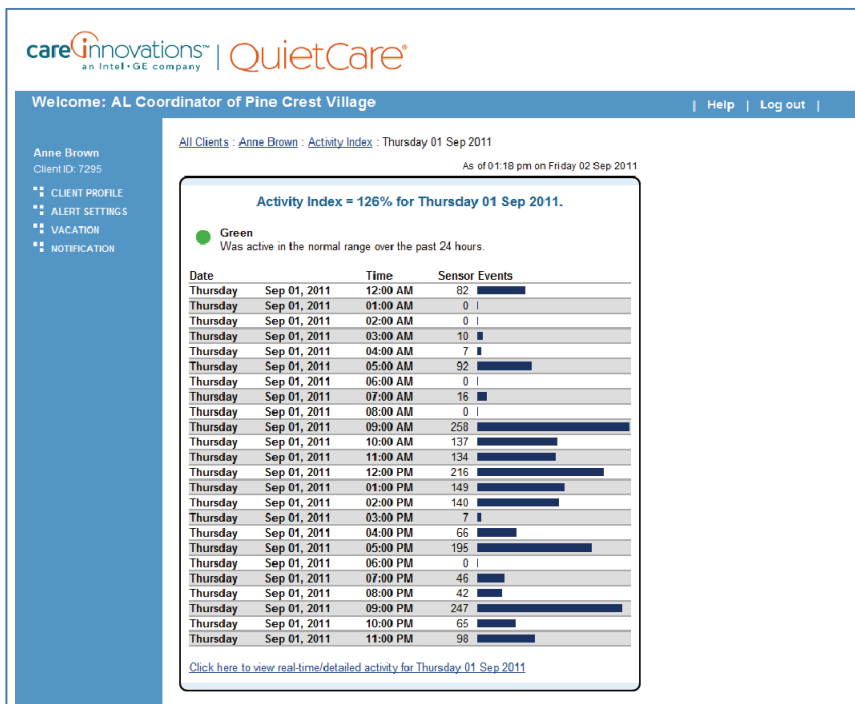 careinnovations™ | QuietCare®
an Intel·GE company
Welcome: AL Coordinator of Pine Crest Village | Help | Log out |
Anne Brown
Client ID: 7295
CLIENT PROFILE
ALERT SETTINGS
VACATION
NOTIFICATION
All Clients : Anne Brown : Activity Index : Thursday 01 Sep 2011
As of 01:18 pm on Friday 02 Sep 2011
Activity Index = 126% for Thursday 01 Sep 2011.
Green
Was active in the normal range over the past 24 hours.
Date Time Sensor Events
Thursday Sep 01, 2011 12:00 AM 82
Thursday Sep 01, 2011 01:00 AM 0
Thursday Sep 01, 2011 02:00 AM 0
Thursday Sep 01, 2011 03:00 AM 10
Thursday Sep 01, 2011 04:00 AM 7
Thursday Sep 01, 2011 05:00 AM 92
Thursday Sep 01, 2011 06:00 AM 0
Thursday Sep 01, 2011 07:00 AM 16
Thursday Sep 01, 2011 08:00 AM 0
Thursday Sep 01, 2011 09:00 AM 258
Thursday Sep 01, 2011 10:00 AM 137
Thursday Sep 01, 2011 11:00 AM 134
Thursday Sep 01, 2011 12:00 PM 216
Thursday Sep 01, 2011 01:00 PM 149
Thursday Sep 01, 2011 02:00 PM 140
Thursday Sep 01, 2011 03:00 PM 7
Thursday Sep 01, 2011 04:00 PM 66
Thursday Sep 01, 2011 05:00 PM 195
Thursday Sep 01, 2011 06:00 PM 0
Thursday Sep 01, 2011 07:00 PM 46
Thursday Sep 01, 2011 08:00 PM 42
Thursday Sep 01, 2011 09:00 PM 247
Thursday Sep 01, 2011 10:00 PM 65
Thursday Sep 01, 2011 11:00 PM 98
Click here to view real-time/detailed activity for Thursday 01 Sep 2011